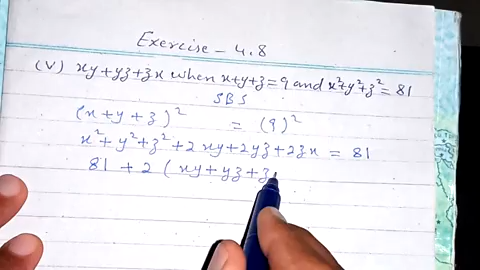 Exercise - 4.8
(V) xy+yz+zx when x+y+z=9 and x²+y²+z²=81
SBS
(x+y+z)² = (9)²
x²+y²+z²+2xy+2yz+2zx = 81
81 + 2 (xy+yz+z